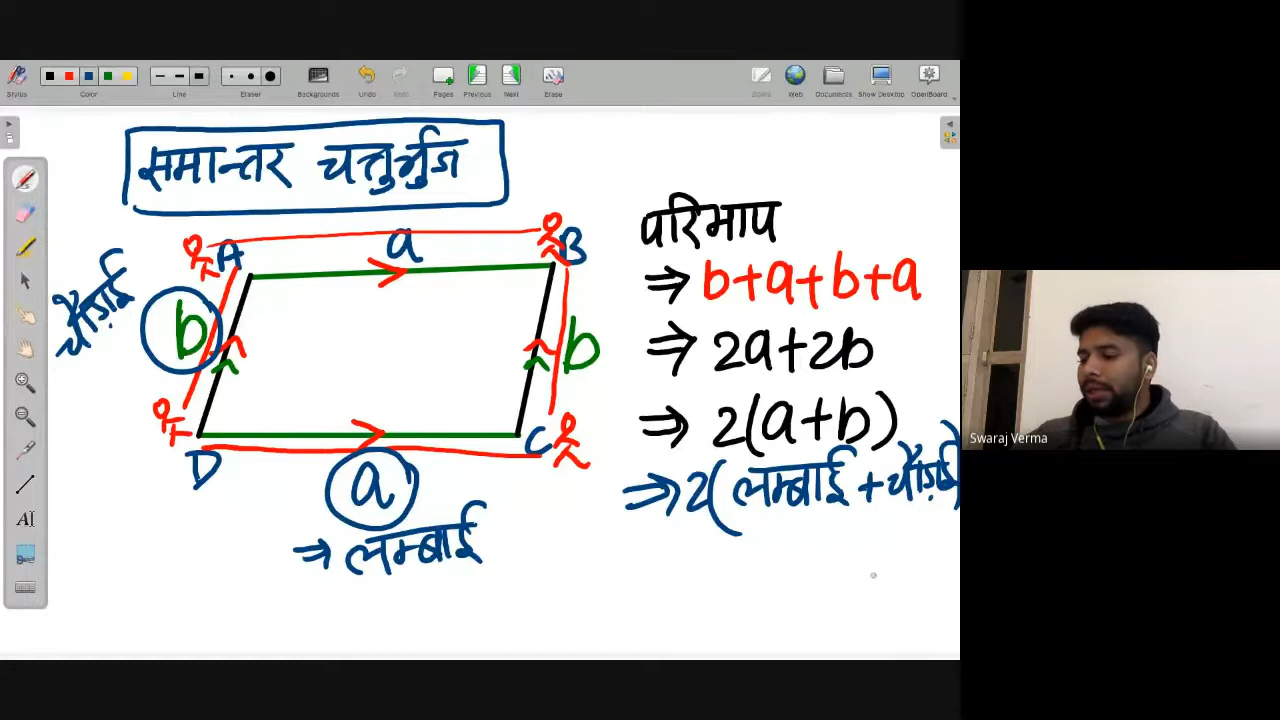 Stylus Color Line Eraser Backgrounds Undo Redo Pages Previous Next Erase Board Web Documents Show Desktop OpenBoard
समान्तर चत्तुर्भुज
परिमाप
A a B
⇒ b+a+b+a
चौड़ाई
b b
⇒ 2a+2b
⇒ 2(a+b)
D C
a
⇒ 2(लम्बाई + चौड़ाई)
⇒ लम्बाई
Swaraj Verma